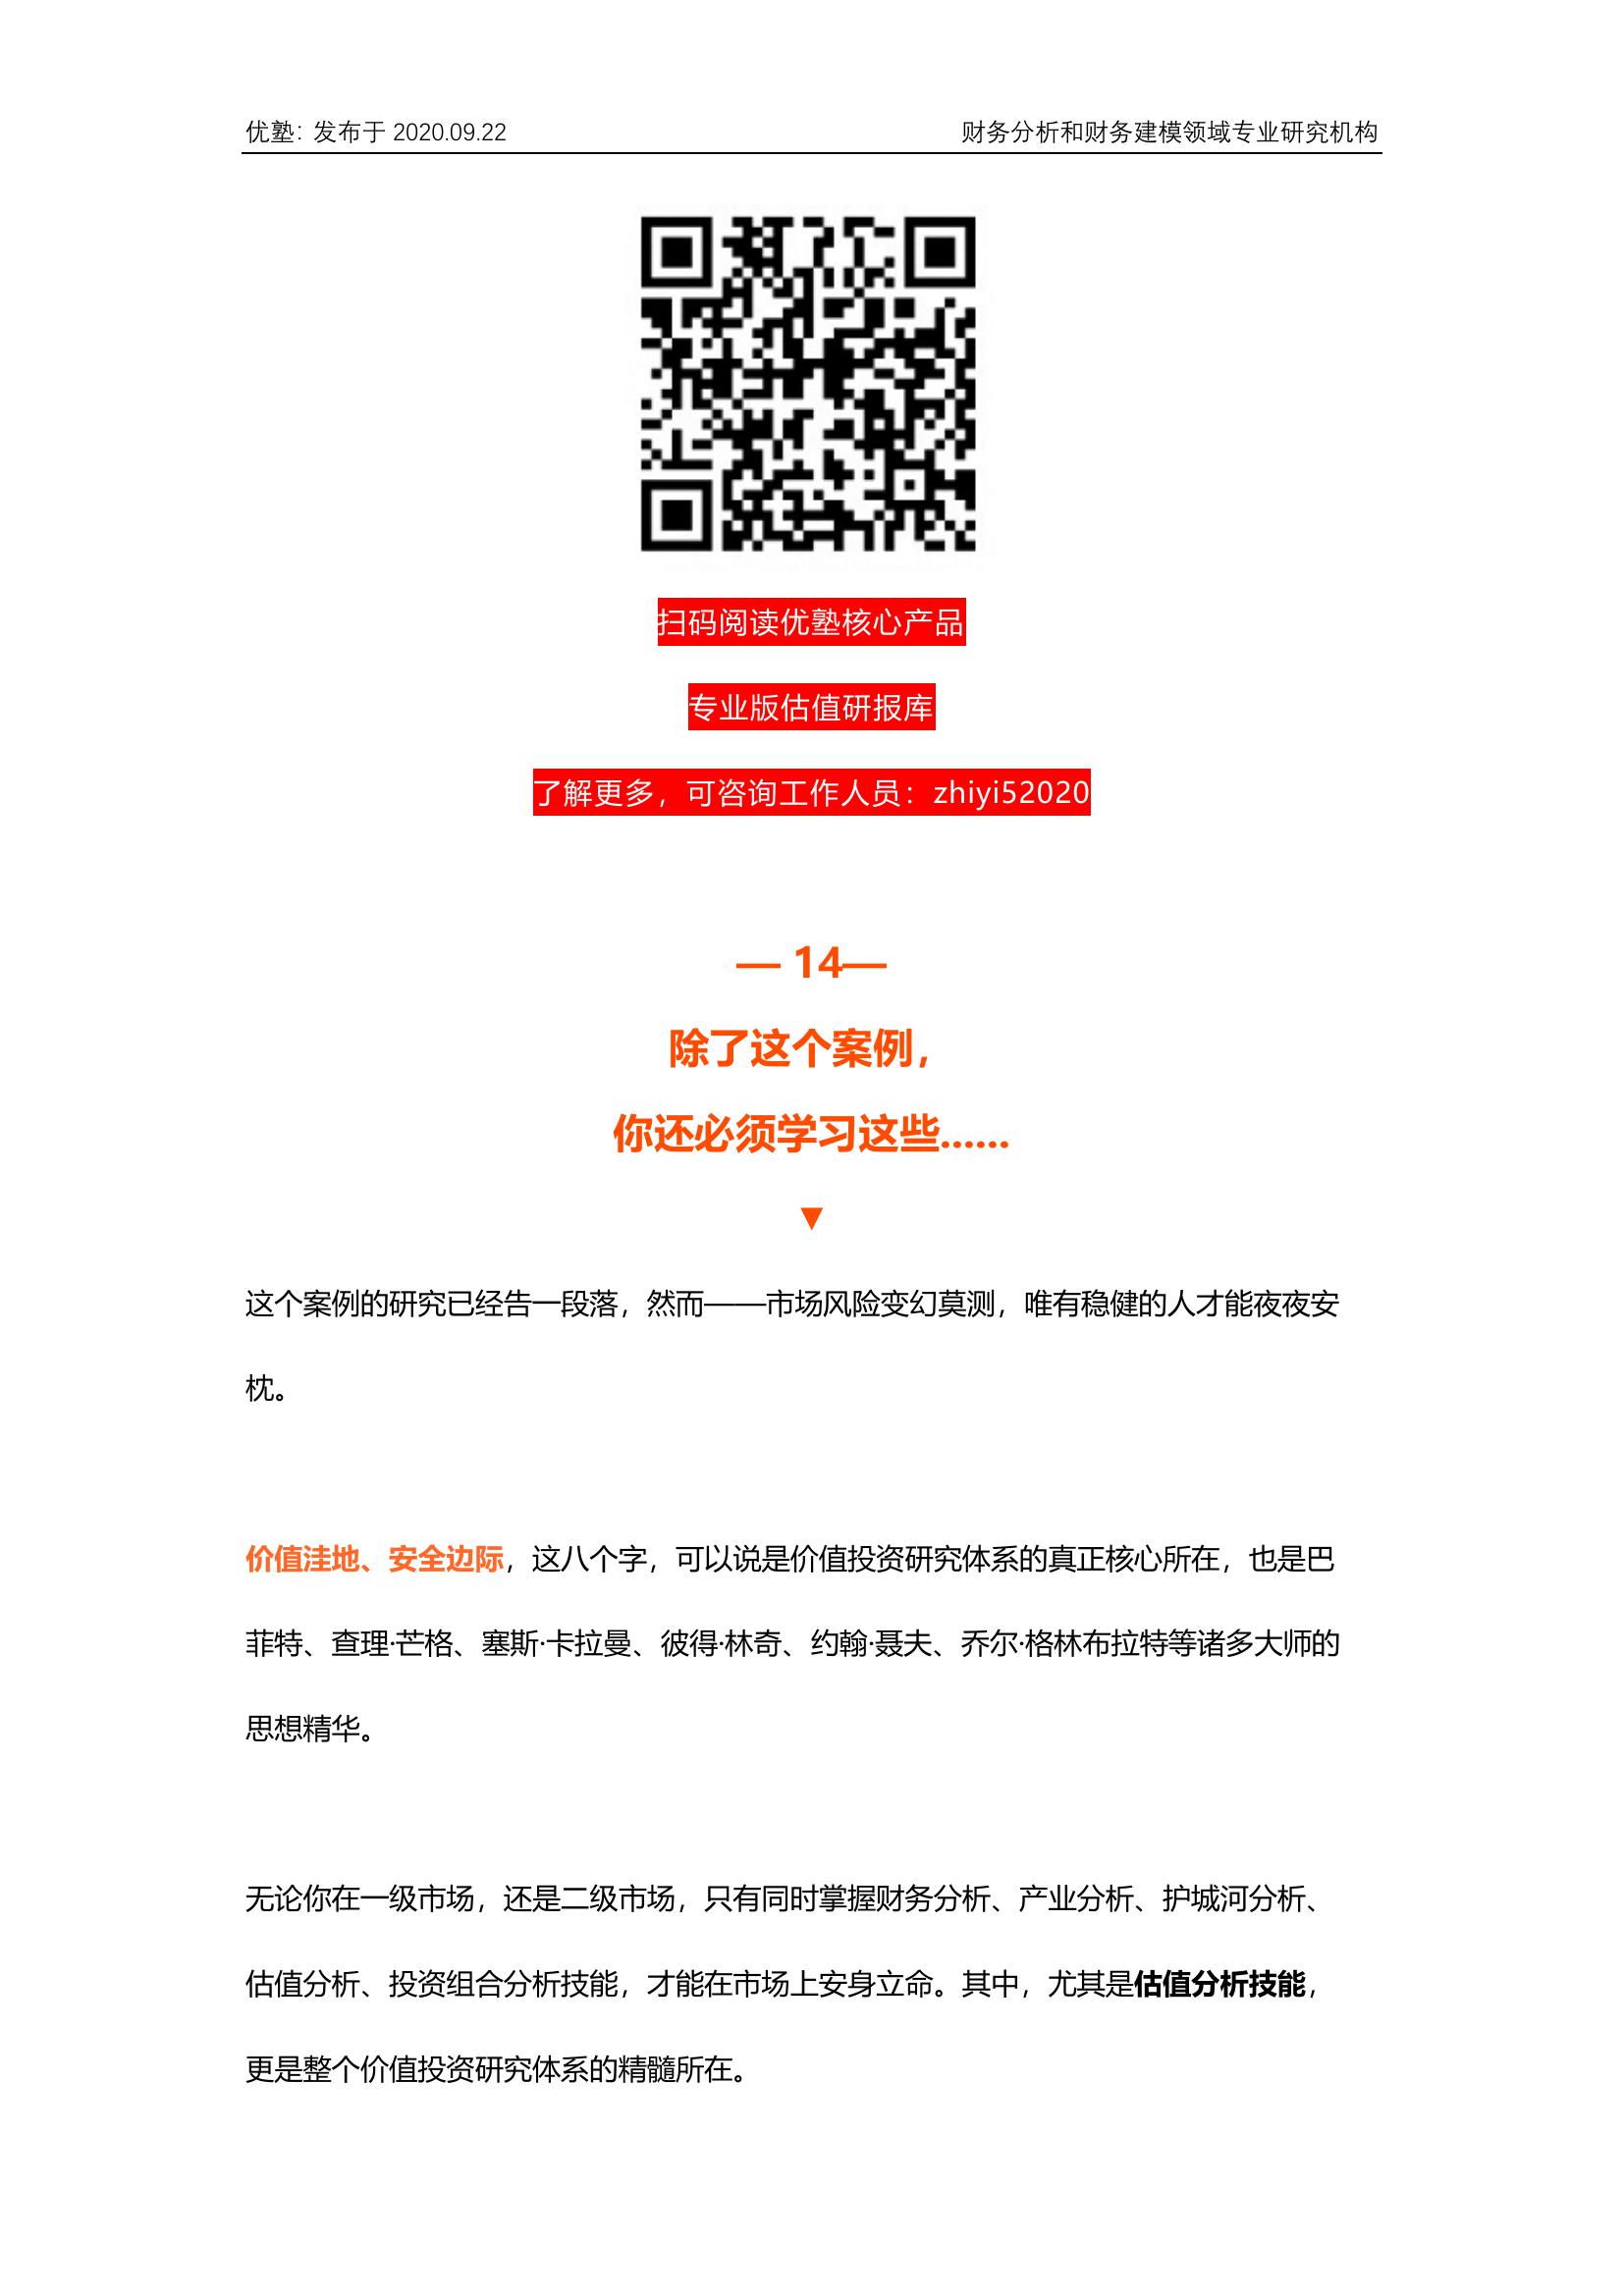 优塾：发布于 2020.09.22
财务分析和财务建模领域专业研究机构
扫码阅读优塾核心产品
专业版估值研报库
了解更多，可咨询工作人员：zhiyi52020
— 14—
除了这个案例，
你还必须学习这些......
▼
这个案例的研究已经告一段落，然而——市场风险变幻莫测，唯有稳健的人才能夜夜安
枕。
价值洼地、安全边际，这八个字，可以说是价值投资研究体系的真正核心所在，也是巴
菲特、查理·芒格、塞斯·卡拉曼、彼得·林奇、约翰·聂夫、乔尔·格林布拉特等诸多大师的
思想精华。
无论你在一级市场，还是二级市场，只有同时掌握财务分析、产业分析、护城河分析、
估值分析、投资组合分析技能，才能在市场上安身立命。其中，尤其是估值分析技能，
更是整个价值投资研究体系的精髓所在。